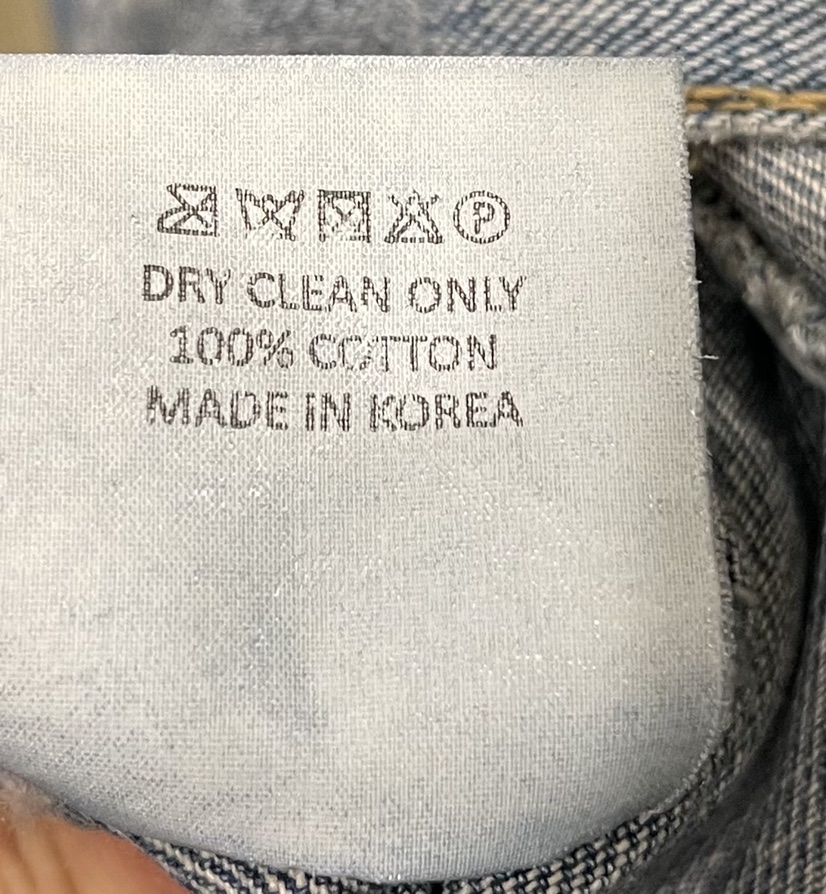 P
DRY CLEAN ONLY
100% COTTON
MADE IN KOREA